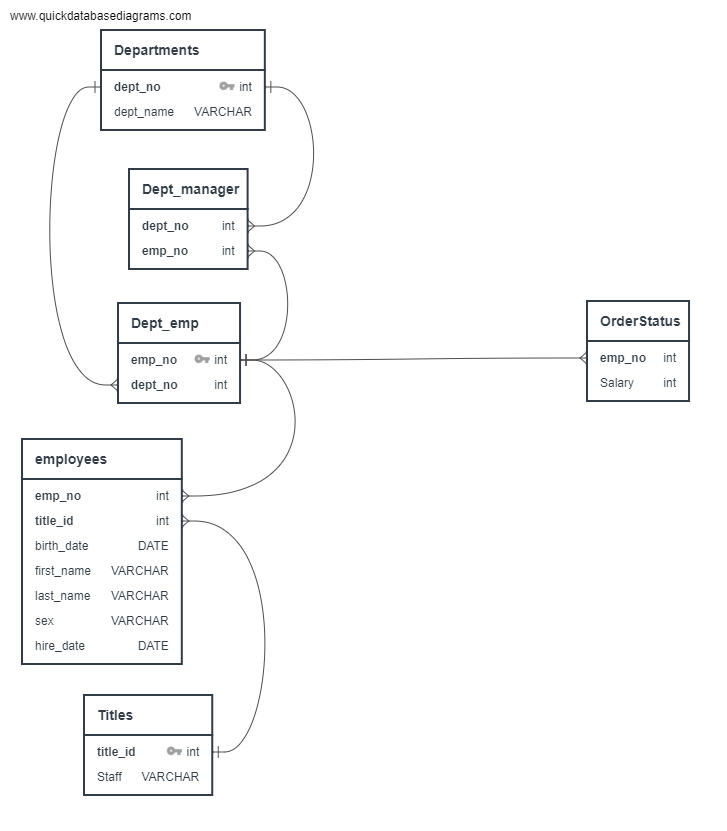 www.quickdatabasediagrams.com
Departments
dept_no int
dept_name VARCHAR
Dept_manager
dept_no int
emp_no int
Dept_emp
emp_no int
dept_no int
OrderStatus
emp_no int
Salary int
employees
emp_no int
title_id int
birth_date DATE
first_name VARCHAR
last_name VARCHAR
sex VARCHAR
hire_date DATE
Titles
title_id int
Staff VARCHAR